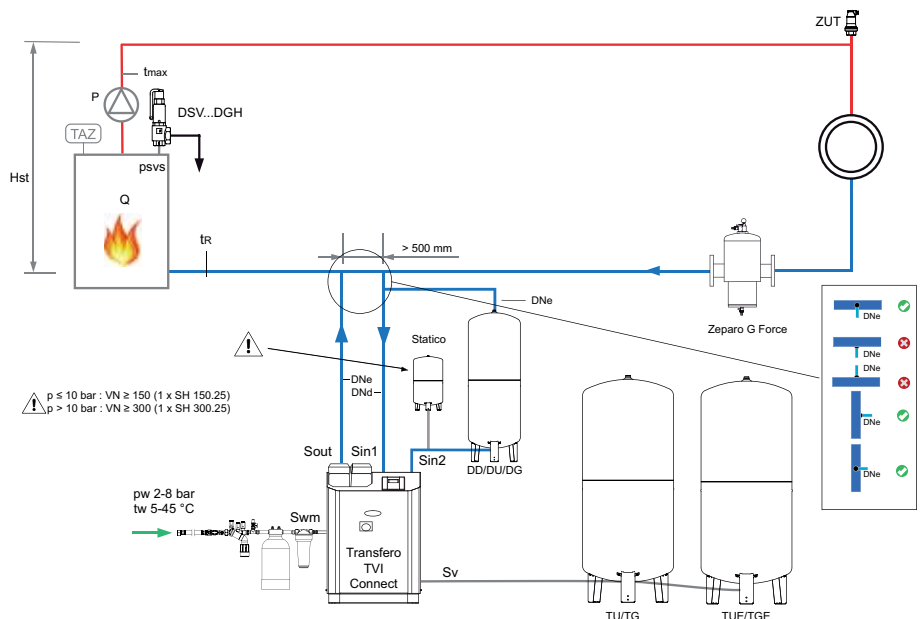 ZUT
tmax
P
DSV...DGH
TAZ
psvs
Hst
Q
tR
> 500 mm
DNe
Zeparo G Force
Statico
DNe
DNe
DNe
DNe
DNe
DNe
DNd
p ≤ 10 bar : VN ≥ 150 (1 x SH 150.25)
p > 10 bar : VN ≥ 300 (1 x SH 300.25)
Sout
Sin1
Sin2
DD/DU/DG
pw 2-8 bar
tw 5-45 °C
Swm
Transfero
TVI
Connect
Sv
TU/TG
TUE/TGE